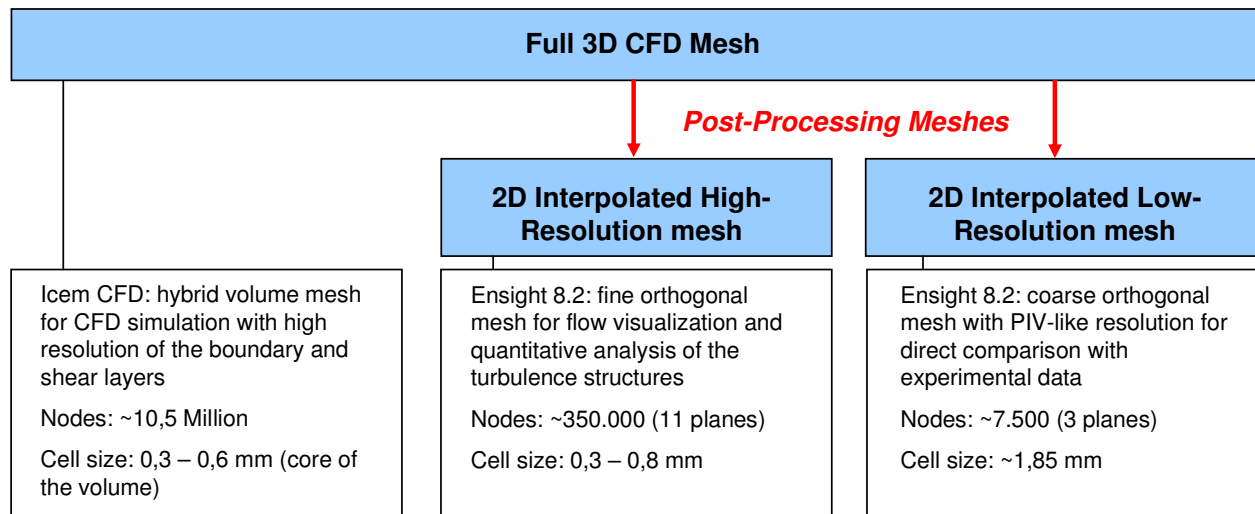 Full 3D CFD Mesh
Post-Processing Meshes
2D Interpolated High-
Resolution mesh
2D Interpolated Low-
Resolution mesh
Icem CFD: hybrid volume mesh
for CFD simulation with high
resolution of the boundary and
shear layers
Nodes: ~10,5 Million
Cell size: 0,3 – 0,6 mm (core of
the volume)
Ensight 8.2: fine orthogonal
mesh for flow visualization and
quantitative analysis of the
turbulence structures
Nodes: ~350.000 (11 planes)
Cell size: 0,3 – 0,8 mm
Ensight 8.2: coarse orthogonal
mesh with PIV-like resolution for
direct comparison with
experimental data
Nodes: ~7.500 (3 planes)
Cell size: ~1,85 mm